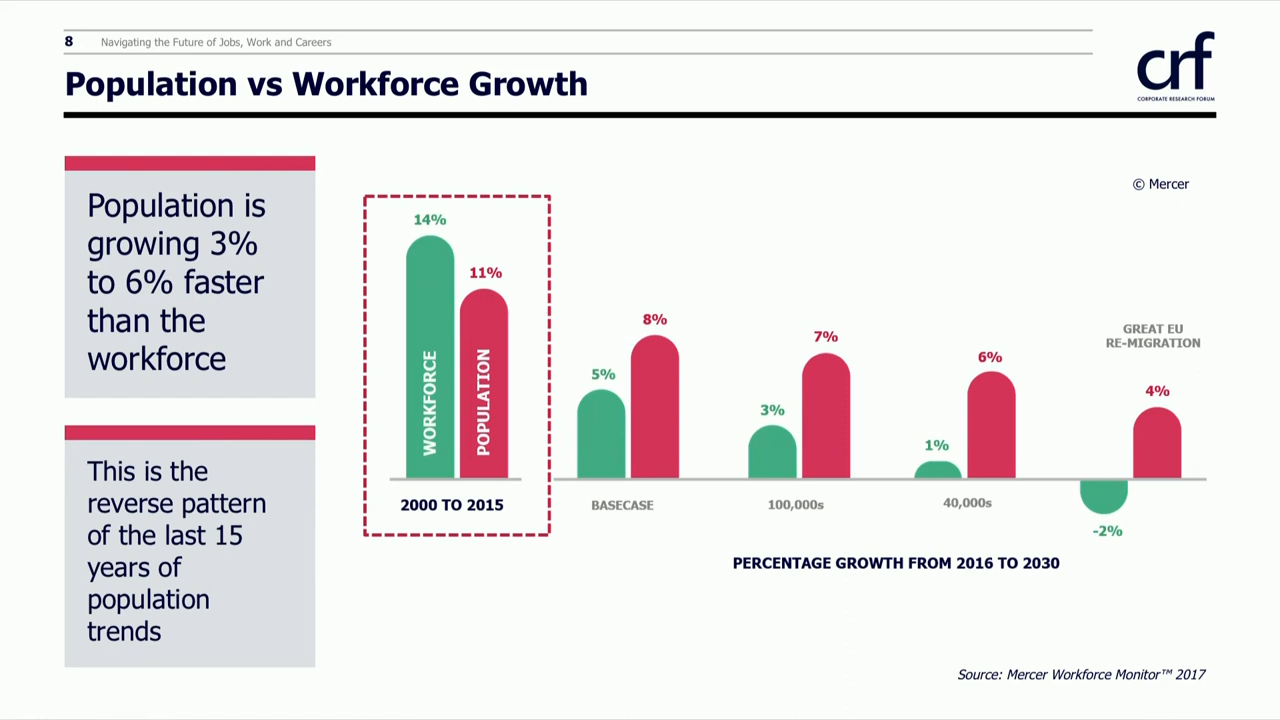 8 Navigating the Future of Jobs, Work and Careers
crf
CORPORATE RESEARCH FORUM
Population vs Workforce Growth
Population is
growing 3%
to 6% faster
than the
workforce
This is the
reverse pattern
of the last 15
years of
population
trends
© Mercer
14%
11%
WORKFORCE
POPULATION
2000 TO 2015
5%
8%
BASECASE
3%
7%
100,000s
1%
6%
40,000s
GREAT EU
RE-MIGRATION
4%
-2%
PERCENTAGE GROWTH FROM 2016 TO 2030
Source: Mercer Workforce Monitor™ 2017